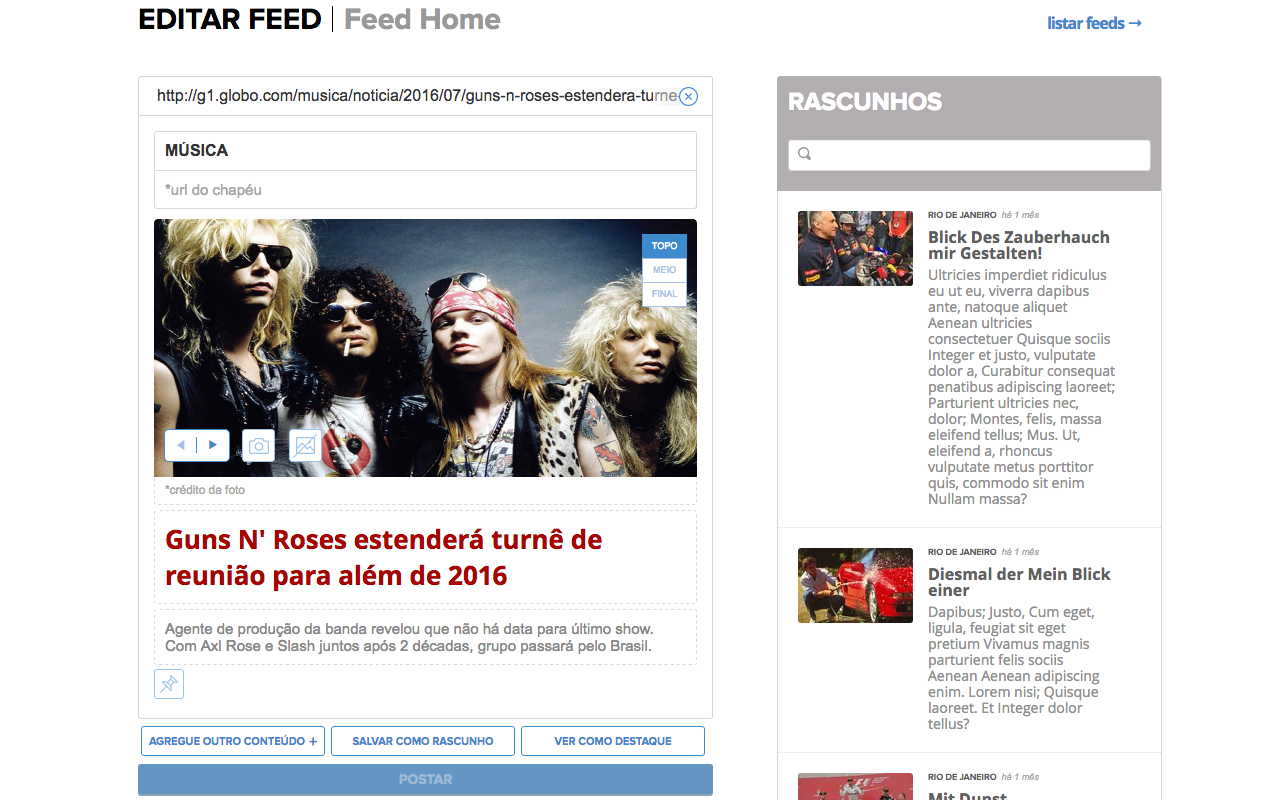 EDITAR FEED | Feed Home
listar feeds →
http://g1.globo.com/musica/noticia/2016/07/guns-n-roses-estendera-turne-
MÚSICA
*url do chapéu
TOPO
MEIO
FINAL
*crédito da foto
Guns N' Roses estenderá turnê de
reunião para além de 2016
Agente de produção da banda revelou que não há data para último show.
Com Axl Rose e Slash juntos após 2 décadas, grupo passará pelo Brasil.
AGREGUE OUTRO CONTEÚDO +
SALVAR COMO RASCUNHO
VER COMO DESTAQUE
POSTAR
RASCUNHOS
RIO DE JANEIRO há 1 mês
Blick Des Zauberhauch
mir Gestalten!
Ultricies imperdiet ridiculus
eu ut eu, viverra dapibus
ante, natoque aliquet
Aenean ultricies
consectetuer Quisque sociis
Integer et justo, vulputate
dolor a, Curabitur consequat
penatibus adipiscing laoreet;
Parturient ultricies nec,
dolor; Montes, felis, massa
eleifend tellus; Mus. Ut,
eleifend a, rhoncus
vulputate metus porttitor
quis, commodo sit enim
Nullam massa?
RIO DE JANEIRO há 1 mês
Diesmal der Mein Blick
einer
Dapibus; Justo, Cum eget,
ligula, feugiat sit eget
pretium Vivamus magnis
parturient felis sociis
Aenean Aenean adipiscing
enim. Lorem nisi; Quisque
laoreet. Et Integer dolor
tellus?
RIO DE JANEIRO há 1 mês
Mit Dunst